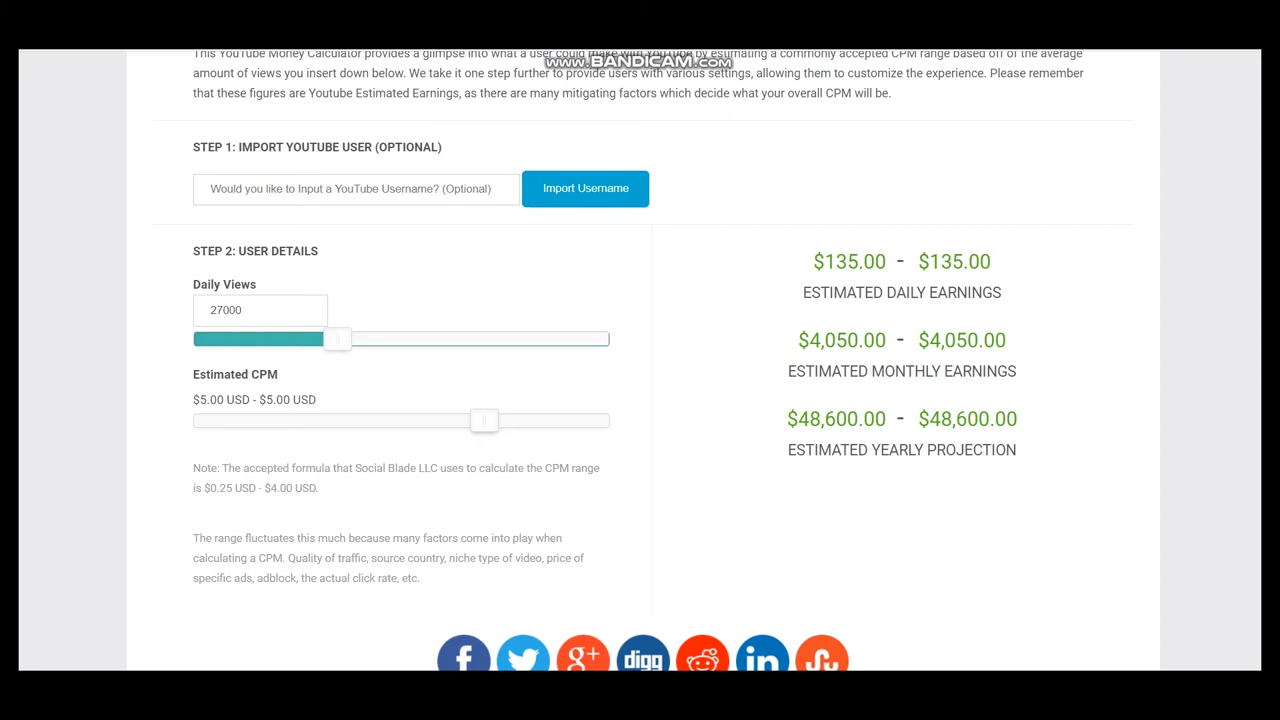 This YouTube Money Calculator provides a glimpse into what a user could make with YouTube by estimating a commonly accepted CPM range based off of the average
www.BANDICAM.com
amount of views you insert down below. We take it one step further to provide users with various settings, allowing them to customize the experience. Please remember
that these figures are Youtube Estimated Earnings, as there are many mitigating factors which decide what your overall CPM will be.
STEP 1: IMPORT YOUTUBE USER (OPTIONAL)
Would you like to Input a YouTube Username? (Optional)
Import Username
STEP 2: USER DETAILS
Daily Views
27000
Estimated CPM
$5.00 USD - $5.00 USD
Note: The accepted formula that Social Blade LLC uses to calculate the CPM range
is $0.25 USD - $4.00 USD.
The range fluctuates this much because many factors come into play when
calculating a CPM. Quality of traffic, source country, niche type of video, price of
specific ads, adblock, the actual click rate, etc.
$135.00 - $135.00
ESTIMATED DAILY EARNINGS
$4,050.00 - $4,050.00
ESTIMATED MONTHLY EARNINGS
$48,600.00 - $48,600.00
ESTIMATED YEARLY PROJECTION
f
g+
digg
in